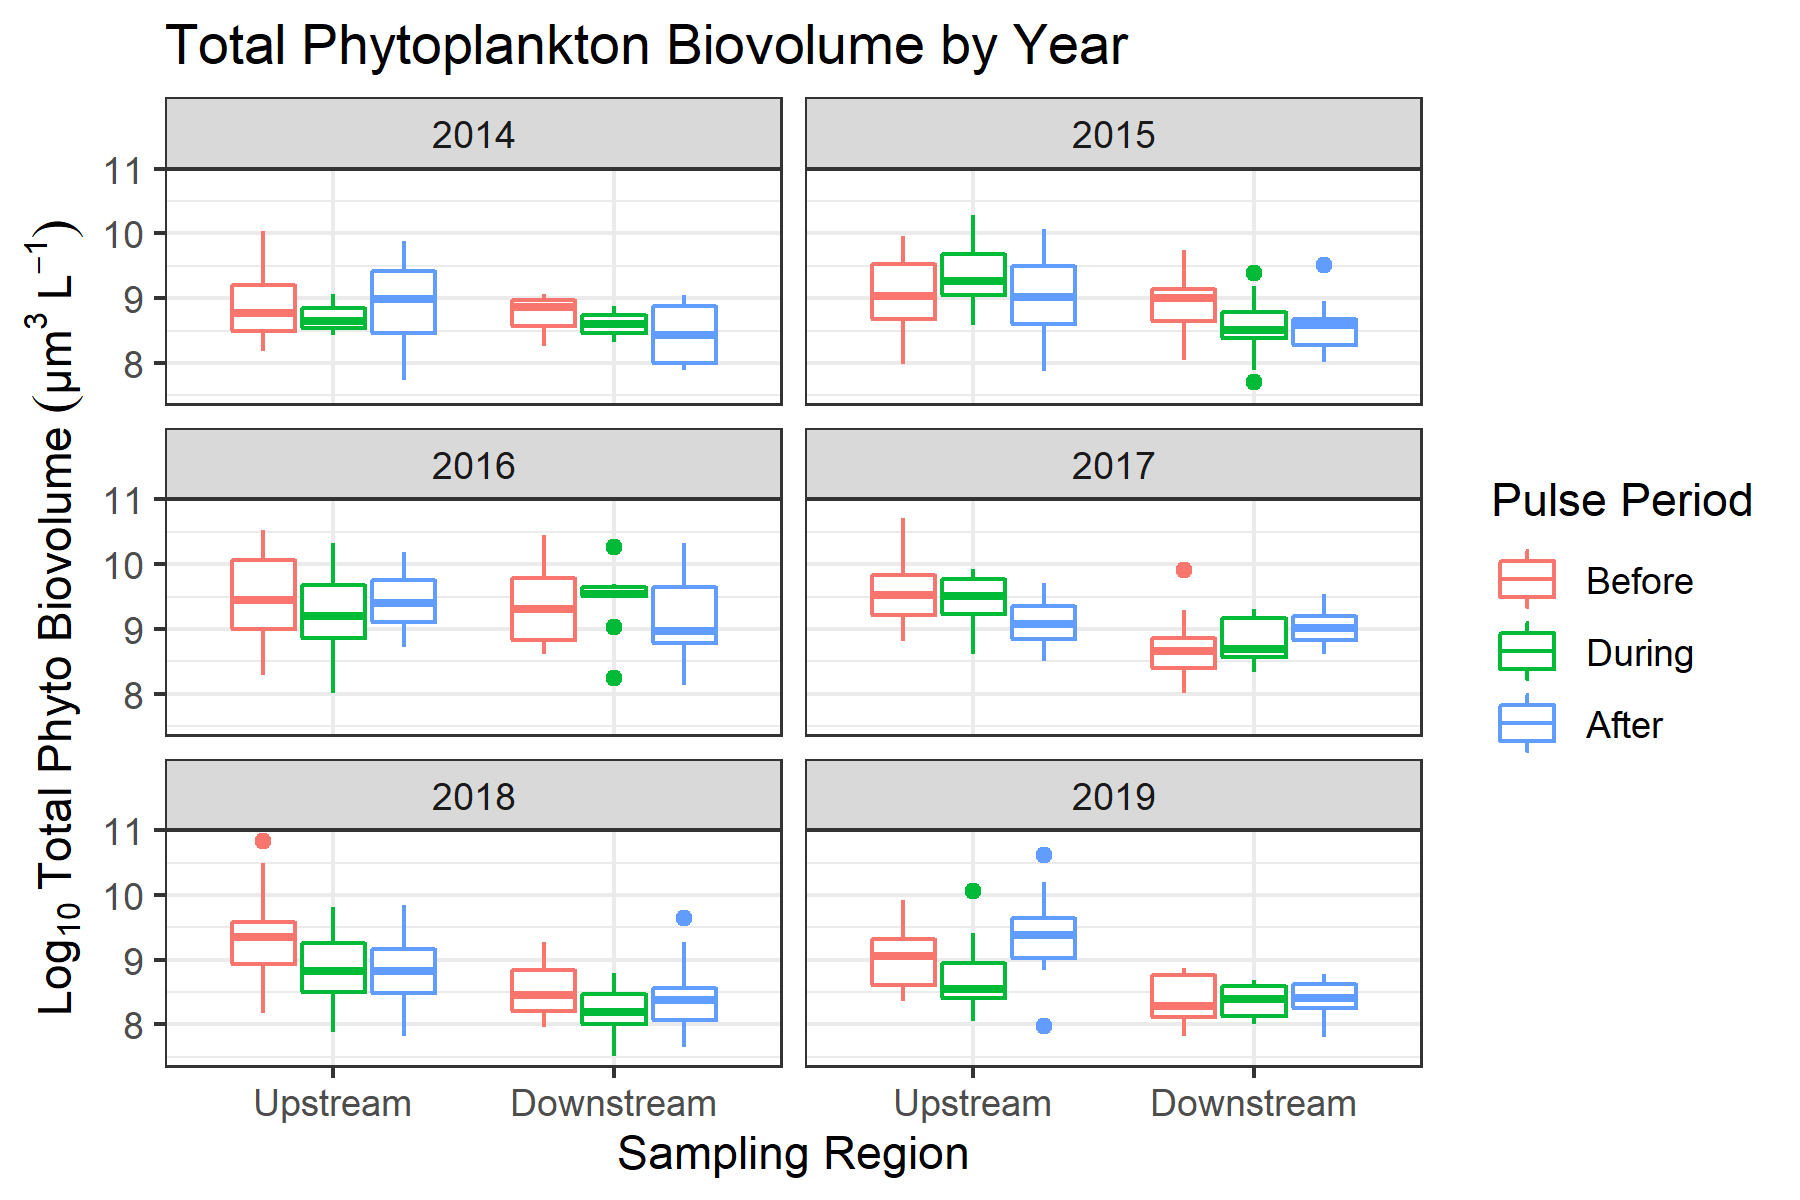 Total Phytoplankton Biovolume by Year
Log₁₀ Total Phyto Biovolume (μm³ L⁻¹)
2014
2015
11
10
9
8
2016
2017
11
10
9
8
2018
2019
11
10
9
8
Upstream
Downstream
Upstream
Downstream
Sampling Region
Pulse Period
Before
During
After